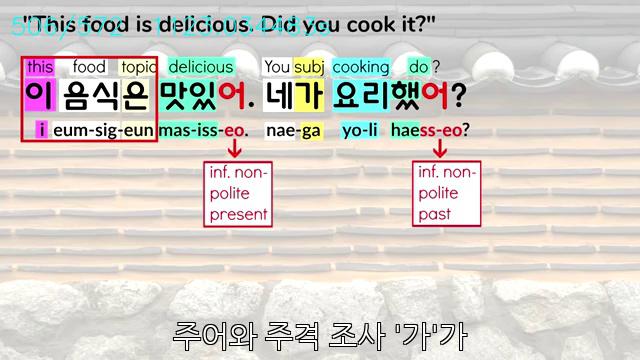 "This food is delicious. Did you cook it?"
this food topic delicious You subj cooking do ?
이 음식은 맛있어. 네가 요리했어?
i eum-sig-eun mas-iss-eo. nae-ga yo-li haess-eo?
inf. non-polite present
inf. non-polite past
주어와 주격 조사 '가'가